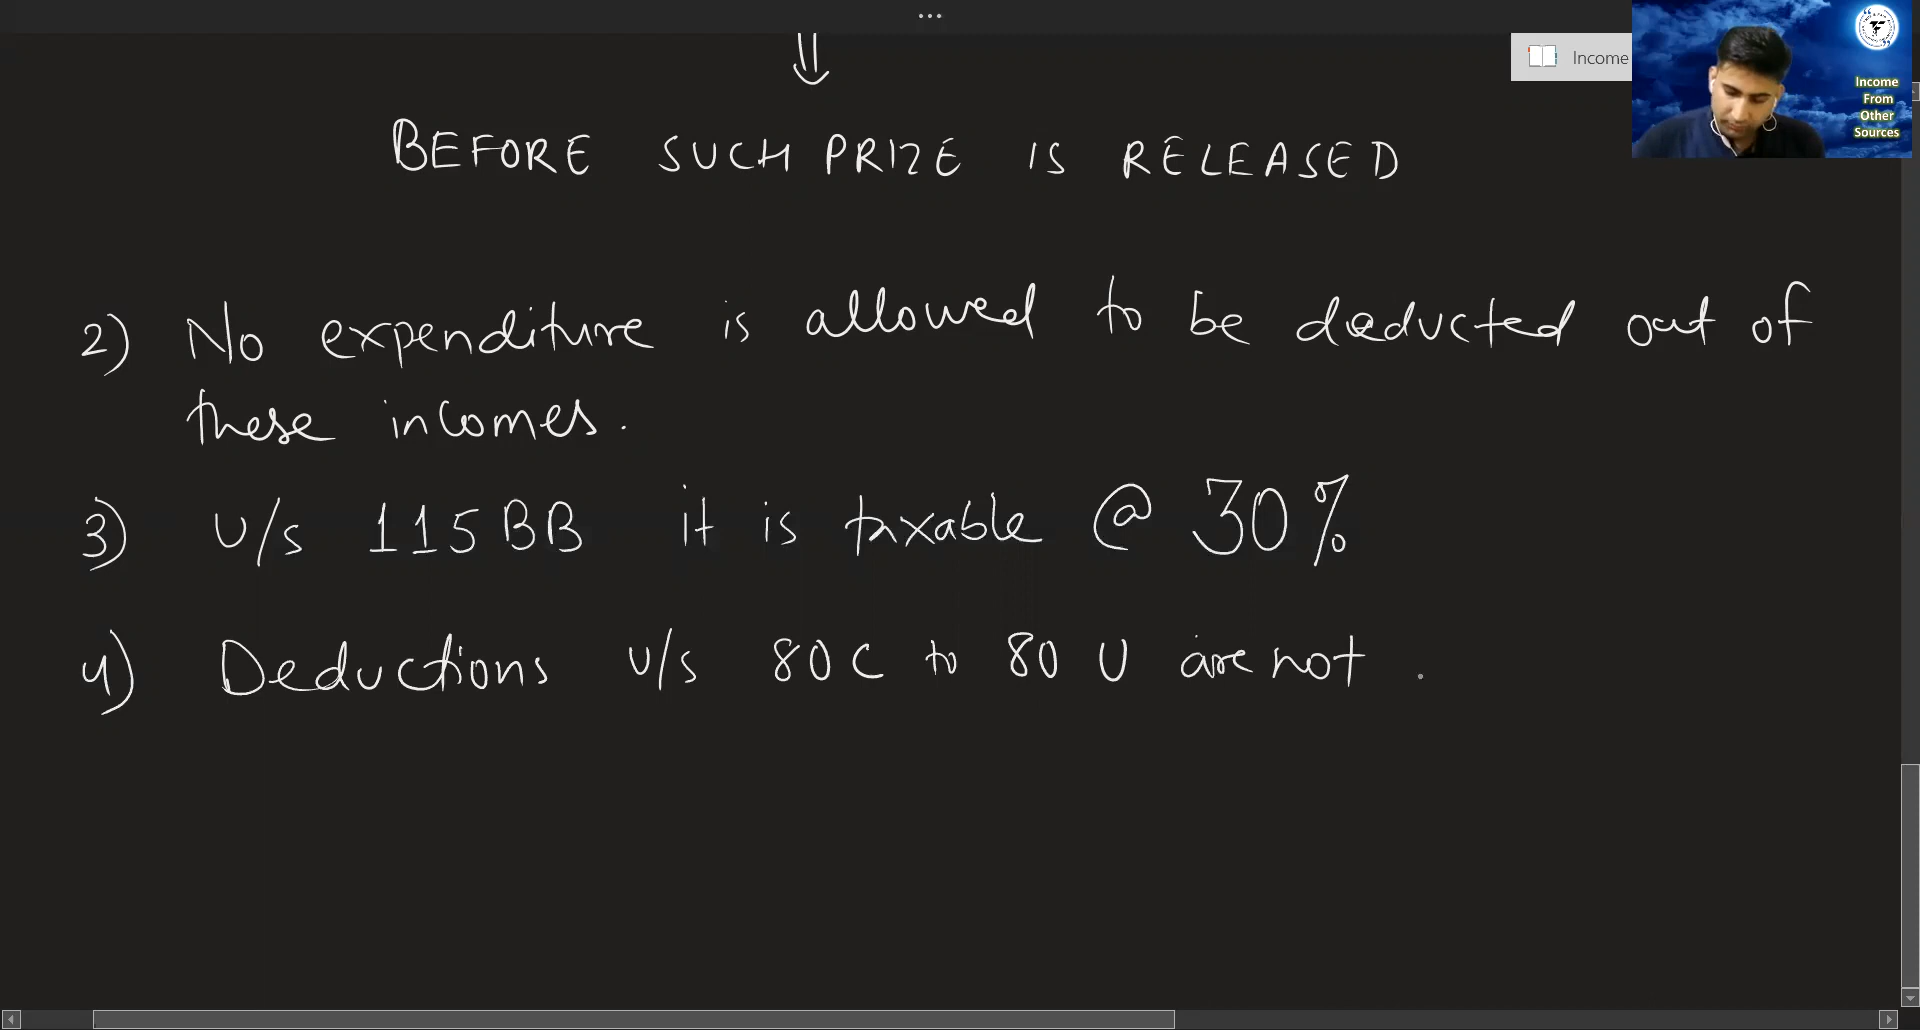 ...
Income
Income
From
Other
Sources
BEFORE SUCH PRIZE IS RELEASED
2) No expenditure is allowed to be deducted out of
these incomes.
3) U/s 115BB it is taxable @ 30%
4) Deductions U/s 80C to 80 U are not